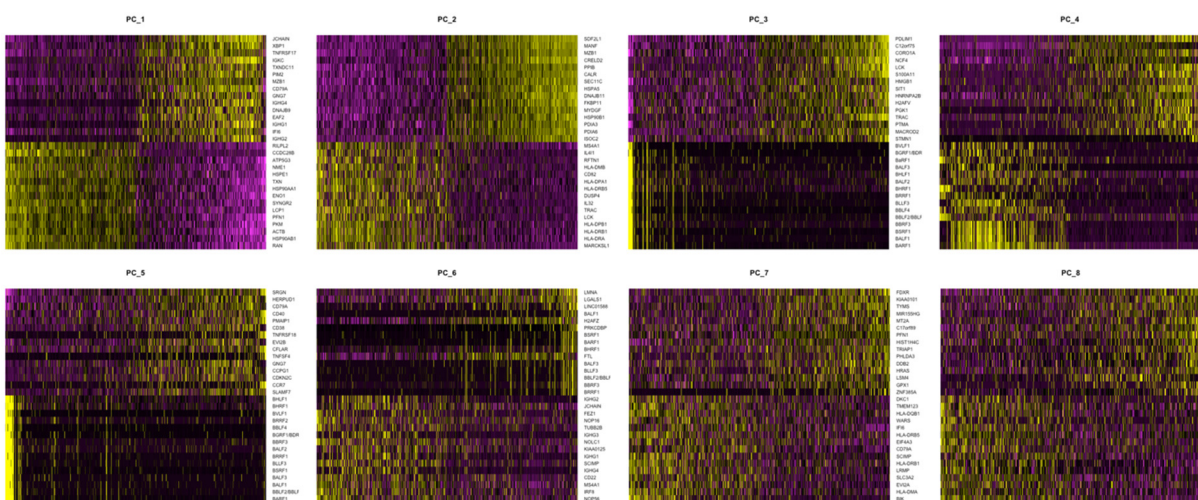 PC_1
PC_2
PC_3
PC_4
JCHAIN
XBP1
TNFRSF17
IGKC
TXNDC11
PIM2
MZB1
CD79A
GNG7
IGHG4
DNAJB9
EAF2
IGHG1
IFI6
IGHG2
RILPL2
CCDC28B
ATP5G3
NME1
HSPE1
TXN
HSP90AA1
ENO1
SYNGR2
LCP1
PFN1
PKM
ACTB
HSP90AB1
RAN
SDF2L1
MANF
MZB1
CRELD2
PPIB
CALR
SEC11C
HSPA5
DNAJB11
FKBP11
MYDGF
HSP90B1
PDIA3
PDIA6
ISOC2
MS4A1
IL4I1
RFTN1
HLA-DMB
CD82
HLA-DPA1
HLA-DRB5
DUSP4
IL32
TRAC
LCK
HLA-DPB1
HLA-DRB1
HLA-DRA
MARCKSL1
PDLIM1
C12orf75
CORO1A
NCF4
LCK
S100A11
HMGB1
SIT1
HNRNPA2B1
H2AFV
PGK1
TRAC
PTMA
MACROD2
STMN1
BVLF1
BGRF1/BDR
BaRF1
BALF3
BHLF1
BALF2
BHRF1
BRRF1
BLLF3
BBLF4
BBLF2/BBLF
BBRF3
BSRF1
BALF1
BARF1
PC_5
PC_6
PC_7
PC_8
SRGN
HERPUD1
CD79A
CD40
PMAIP1
CD38
TNFRSF18
EVI2B
CFLAR
TNFSF4
GNG7
CCPG1
CDKN2C
CCR7
SLAMF7
BHLF1
BHRF1
BVLF1
BRRF2
BBLF4
BGRF1/BDR
BBRF3
BALF2
BRRF1
BLLF3
BSRF1
BALF3
BALF1
BBLF2/BBLF
BARF1
LMNA
LGALS1
LINC01588
BALF1
H2AFZ
PRKCDBP
BSRF1
BARF1
BHRF1
FTL
BALF3
BLLF3
BBLF2/BBLF
BBRF3
BRRF1
IGHG2
JCHAIN
FEZ1
NOP16
TUBB2B
IGHG3
NOLC1
KIAA0125
IGHG1
SCIMP
IGHG4
CD22
MS4A1
IRF8
NOP56
FDXR
KIAA0101
TYMS
MIR155HG
MT2A
C17orf89
PFN1
HIST1H4C
TRIAP1
PHLDA3
DDB2
HRAS
LSM4
GPX1
ZNF385A
DKC1
TMEM123
HLA-DQB1
WARS
IFI6
HLA-DRB5
EIF4A3
CD79A
SCIMP
HLA-DRB1
LRMP
SLC3A2
EVI2A
HLA-DMA